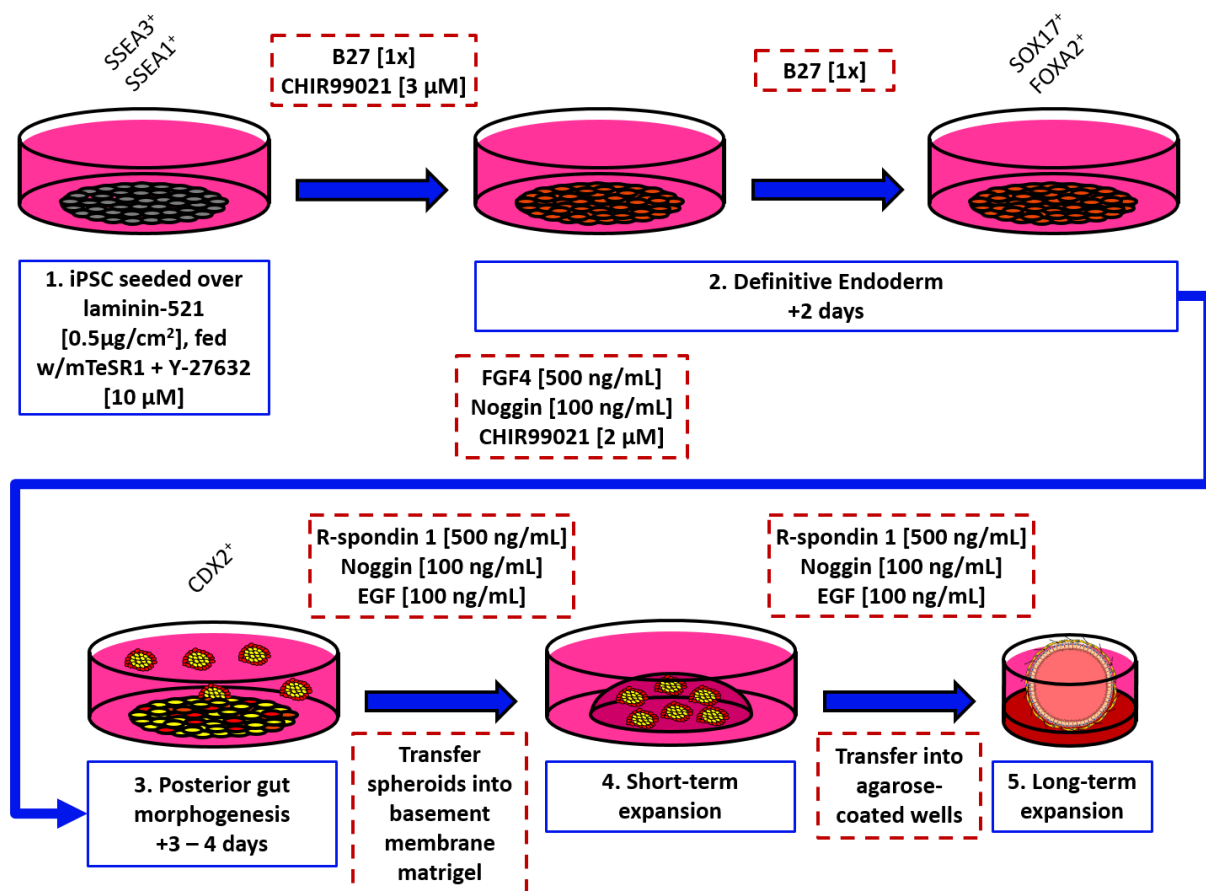 SSEA3⁺
SSEA1⁺
B27 [1x]
CHIR99021 [3 µM]
B27 [1x]
SOX17⁺
FOXA2⁺
1. iPSC seeded over
laminin-521
[0.5µg/cm²], fed
w/mTeSR1 + Y-27632
[10 µM]
2. Definitive Endoderm
+2 days
FGF4 [500 ng/mL]
Noggin [100 ng/mL]
CHIR99021 [2 µM]
CDX2⁺
R-spondin 1 [500 ng/mL]
Noggin [100 ng/mL]
EGF [100 ng/mL]
R-spondin 1 [500 ng/mL]
Noggin [100 ng/mL]
EGF [100 ng/mL]
3. Posterior gut
morphogenesis
+3 – 4 days
Transfer
spheroids into
basement
membrane
matrigel
4. Short-term
expansion
Transfer into
agarose-
coated wells
5. Long-term
expansion